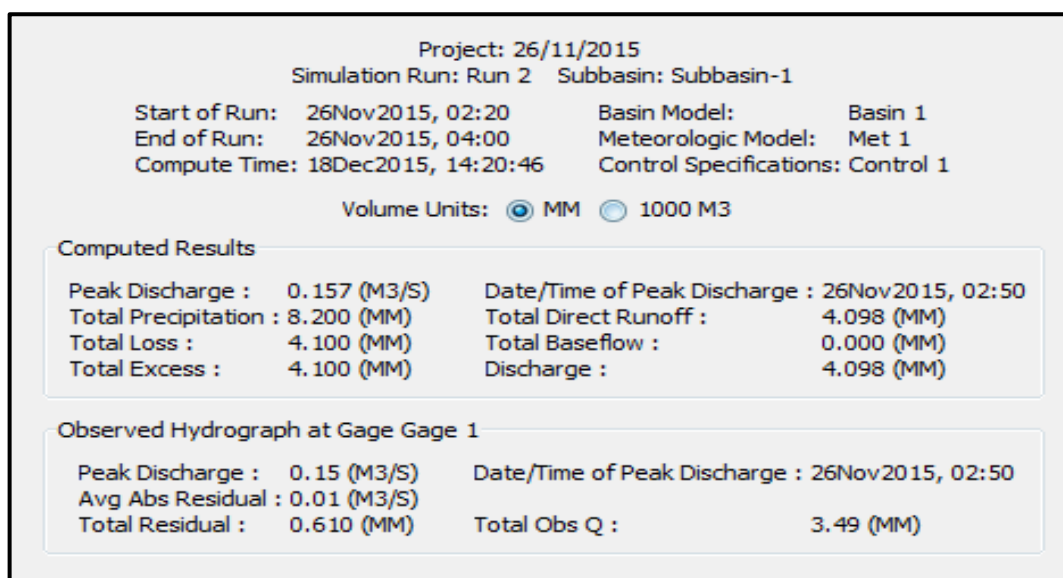 Project: 26/11/2015
Simulation Run: Run 2 Subbasin: Subbasin-1
Start of Run: 26Nov2015, 02:20 Basin Model: Basin 1
End of Run: 26Nov2015, 04:00 Meteorologic Model: Met 1
Compute Time: 18Dec2015, 14:20:46 Control Specifications: Control 1
Volume Units: MM 1000 M3
Computed Results
Peak Discharge : 0.157 (M3/S) Date/Time of Peak Discharge : 26Nov2015, 02:50
Total Precipitation : 8.200 (MM) Total Direct Runoff : 4.098 (MM)
Total Loss : 4.100 (MM) Total Baseflow : 0.000 (MM)
Total Excess : 4.100 (MM) Discharge : 4.098 (MM)
Observed Hydrograph at Gage Gage 1
Peak Discharge : 0.15 (M3/S) Date/Time of Peak Discharge : 26Nov2015, 02:50
Avg Abs Residual : 0.01 (M3/S)
Total Residual : 0.610 (MM) Total Obs Q : 3.49 (MM)